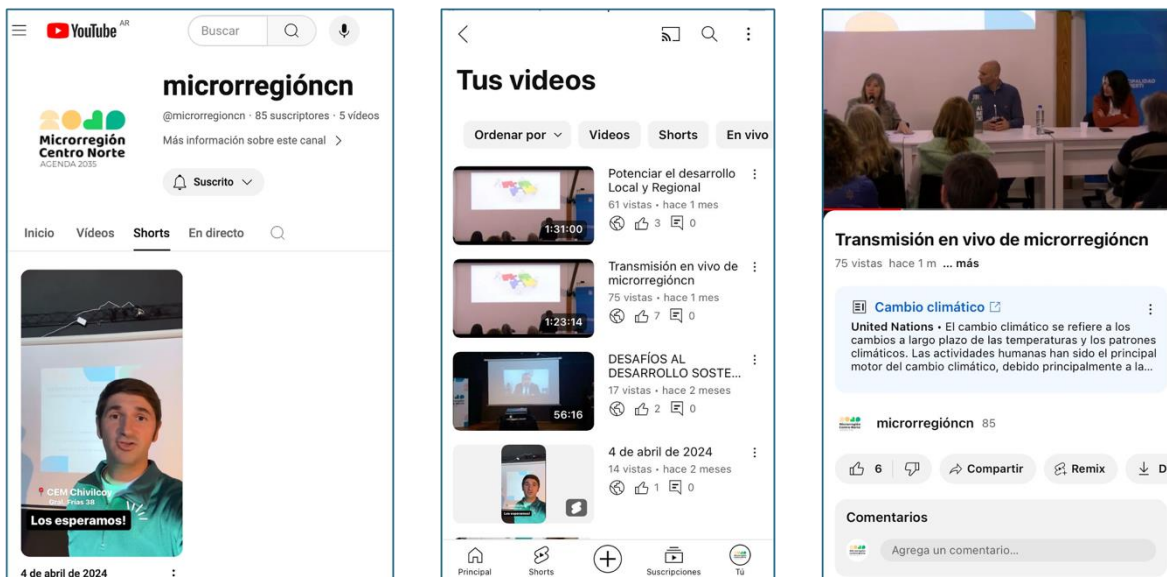 YouTube AR
Buscar
microrregióncn
@microrregioncn · 85 suscriptores · 5 vídeos
Más información sobre este canal >
Microrregión
Centro Norte
AGENDA 2035
Suscrito
Inicio Vídeos Shorts En directo
CEM Chivilcoy
Gral. Frias 38
Los esperamos!
4 de abril de 2024
Tus videos
Ordenar por Videos Shorts En vivo
Potenciar el desarrollo
Local y Regional
61 vistas • hace 1 mes
3 0
1:31:00
Transmisión en vivo de
microrregióncn
75 vistas • hace 1 mes
7 0
1:23:14
DESAFÍOS AL
DESARROLLO SOSTE...
17 vistas • hace 2 meses
2 0
56:16
4 de abril de 2024
14 vistas • hace 2 meses
1 0
Principal Shorts Suscripciones Tú
Transmisión en vivo de microrregióncn
75 vistas hace 1 m ... más
Cambio climático
United Nations • El cambio climático se refiere a los
cambios a largo plazo de las temperaturas y los patrones
climáticos. Las actividades humanas han sido el principal
motor del cambio climático, debido principalmente a la...
microrregióncn 85
6 Compartir Remix D
Comentarios
Agrega un comentario...